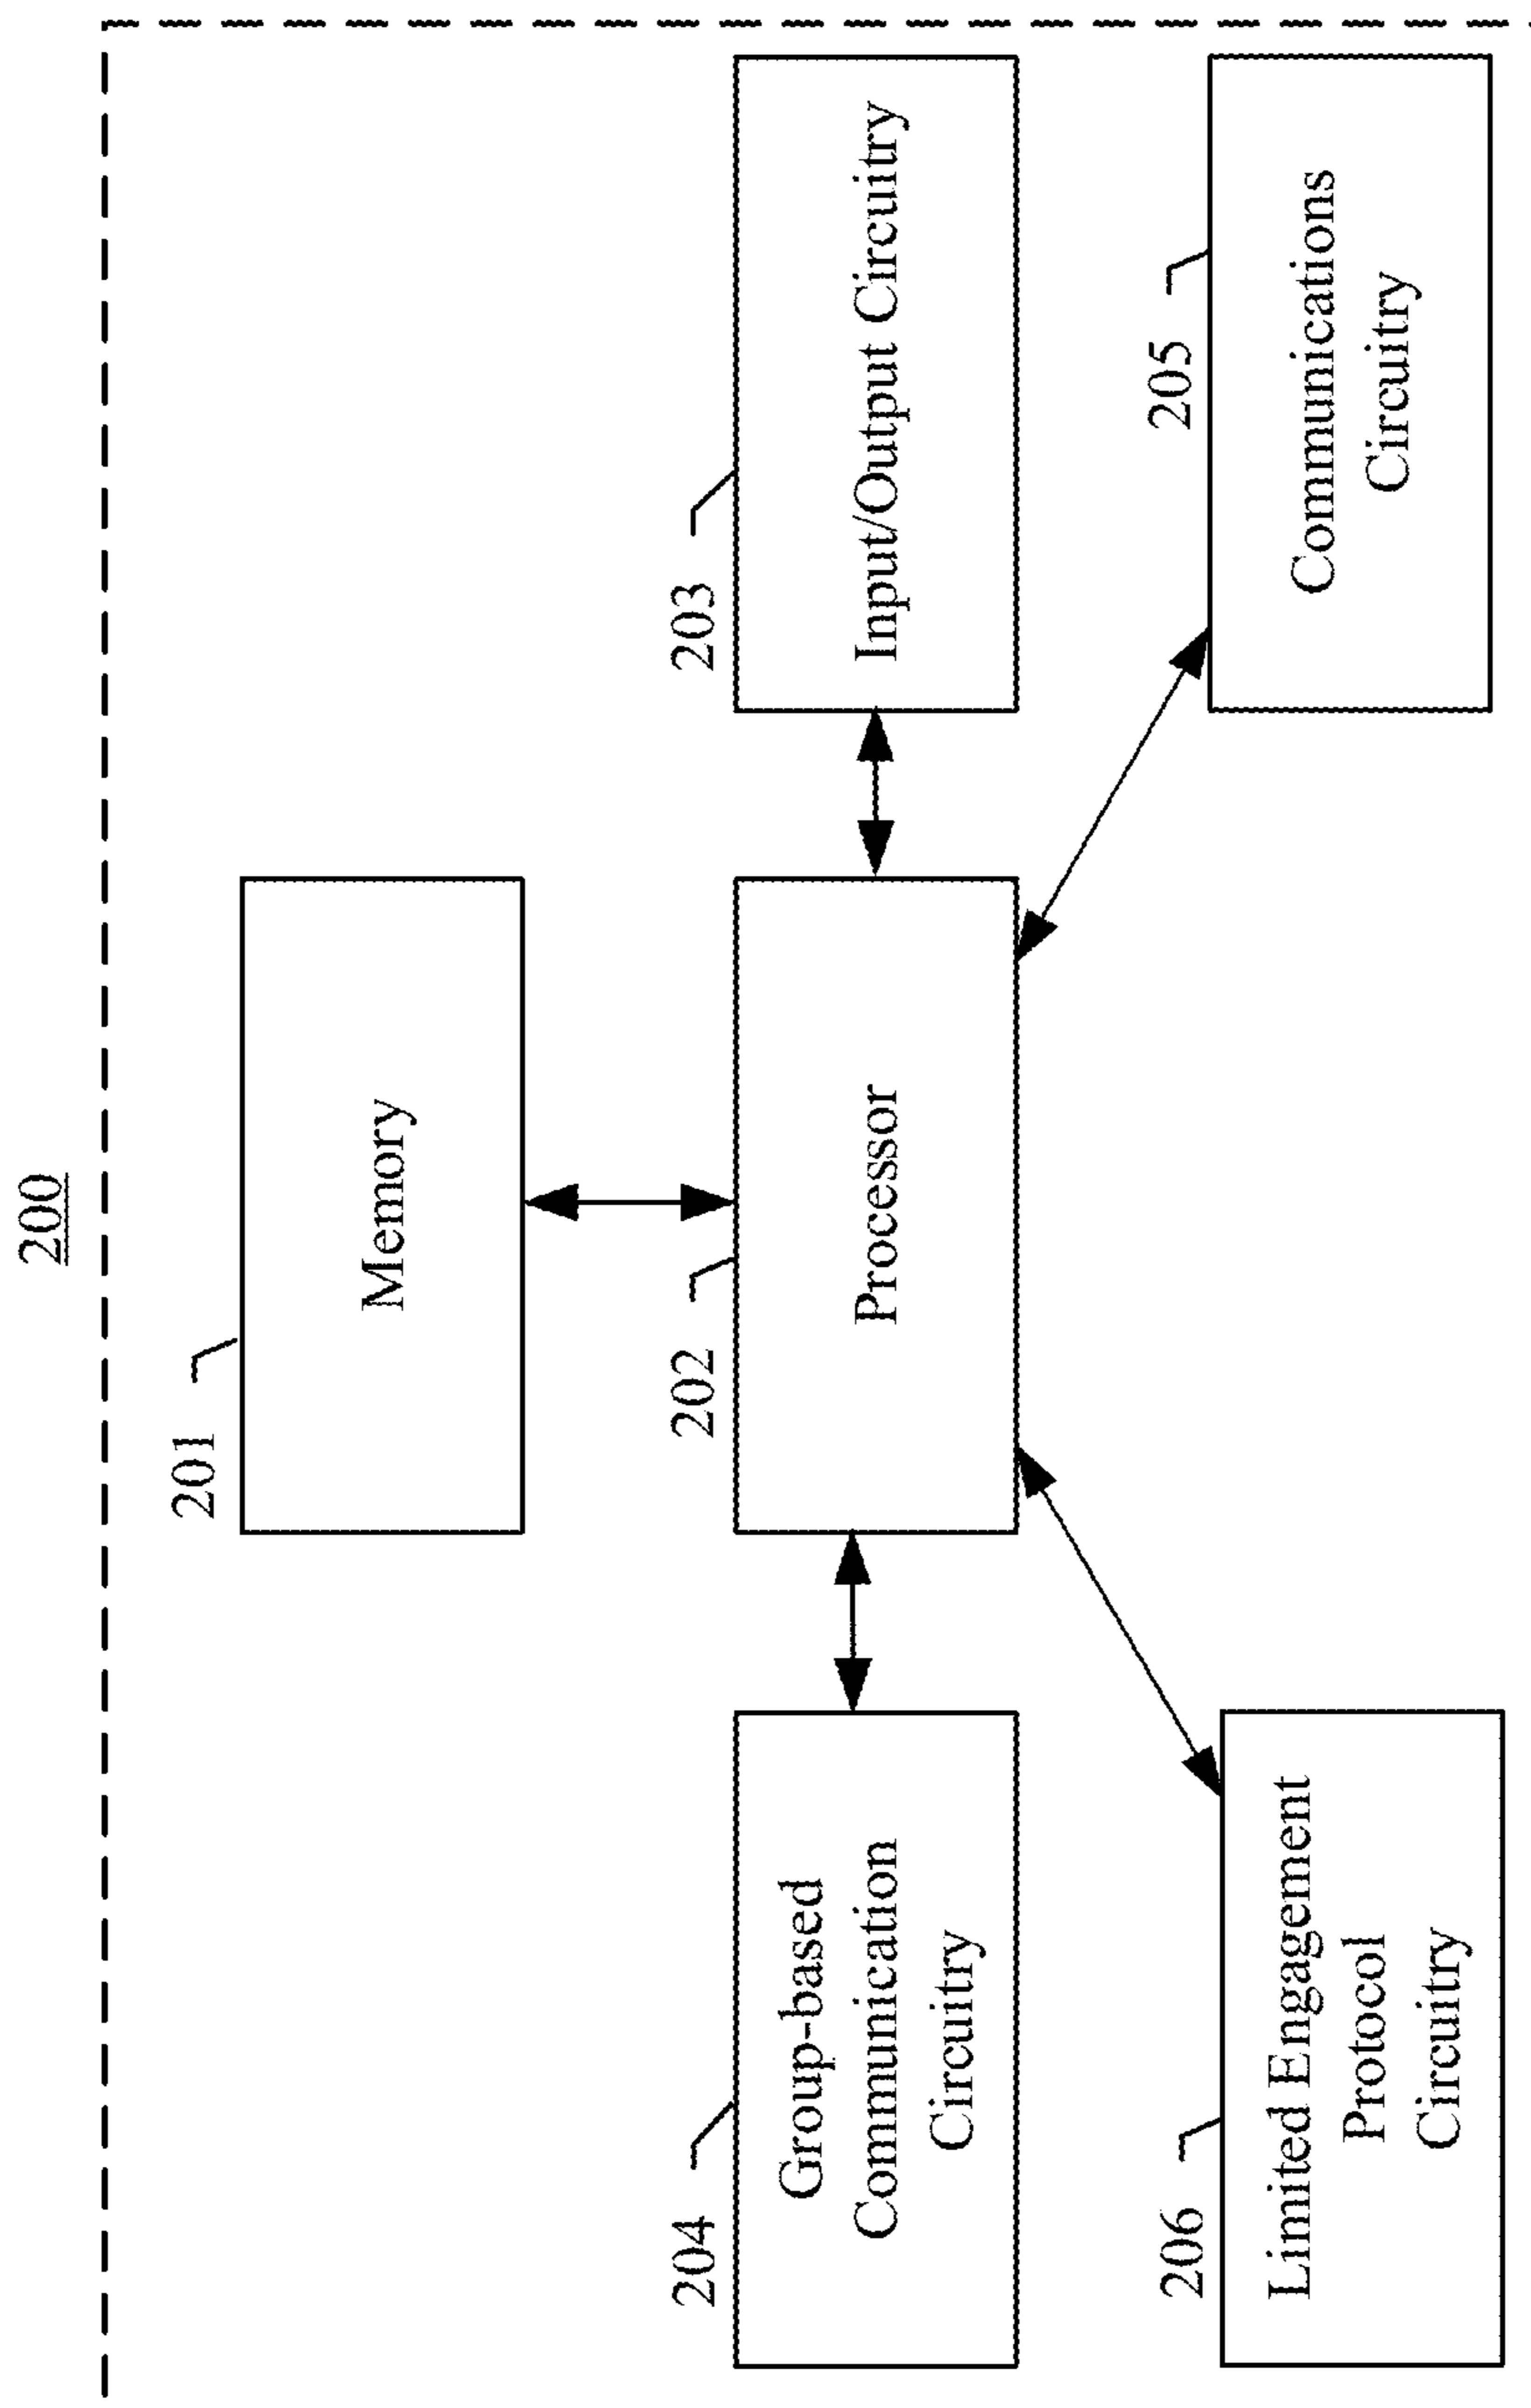 200
201
Memory
202
Processor
203
Input/Output Circuitry
204
Group-based
Communication
Circuitry
205
Communications
Circuitry
206
Limited Engagement
Protocol
Circuitry